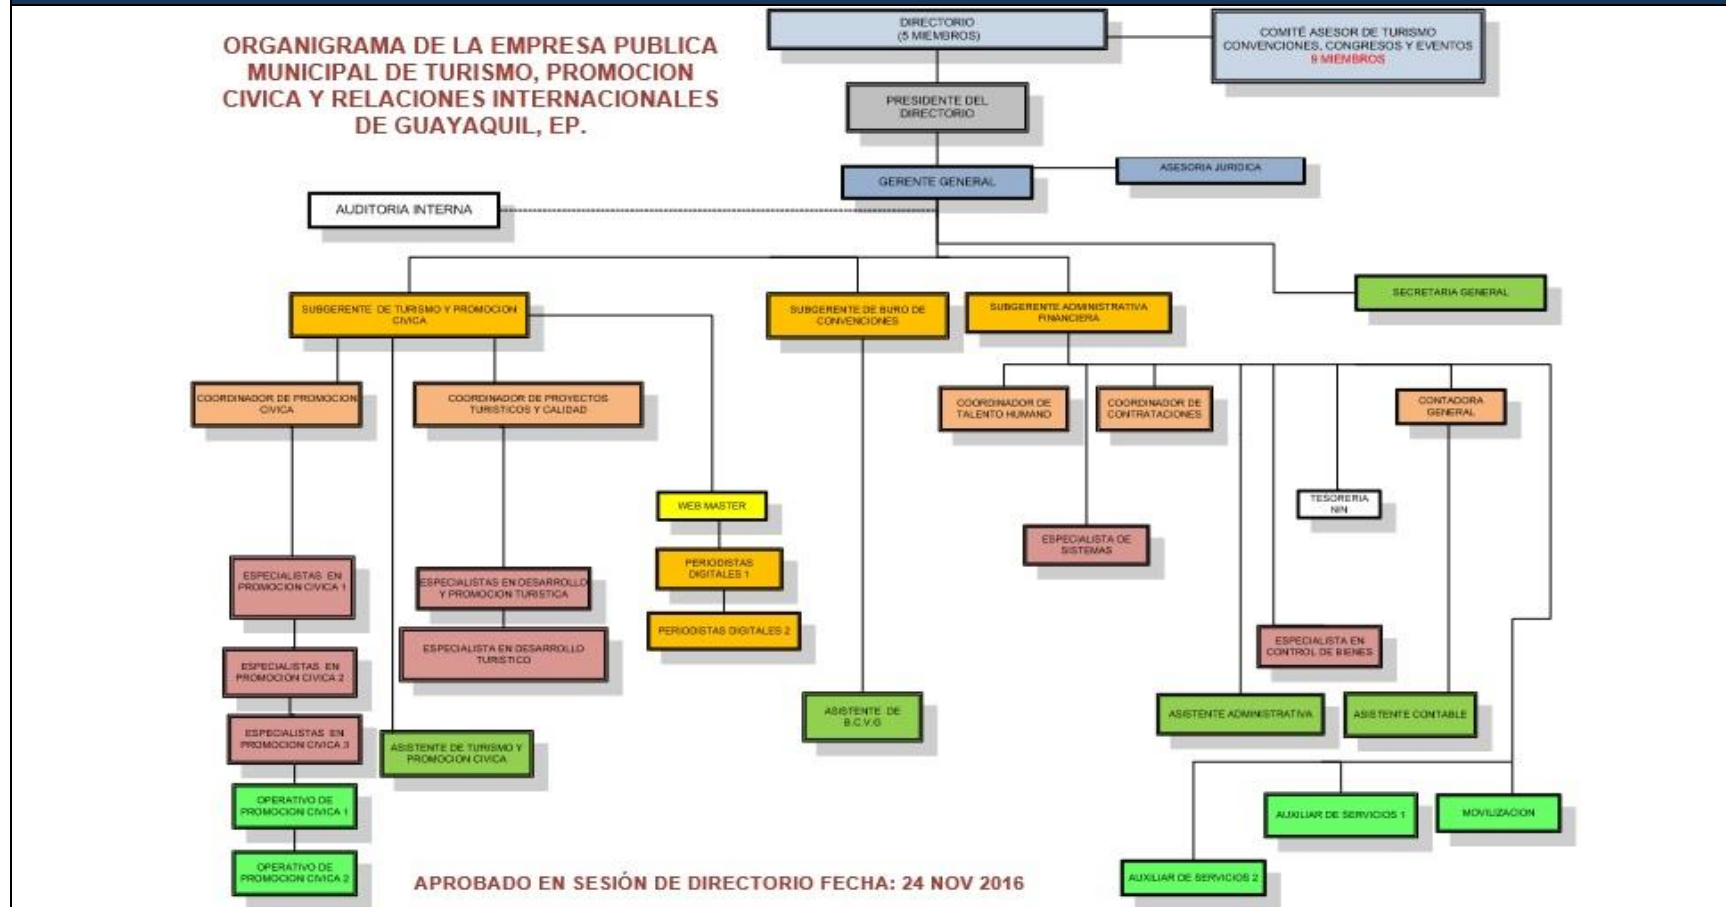 ORGANIGRAMA DE LA EMPRESA PUBLICA
MUNICIPAL DE TURISMO, PROMOCION
CIVICA Y RELACIONES INTERNACIONALES
DE GUAYAQUIL, EP.
DIRECTORIO
(5 MIEMBROS)
COMITÉ ASESOR DE TURISMO
CONVENCIONES, CONGRESOS Y EVENTOS
9 MIEMBROS
PRESIDENTE DEL
DIRECTORIO
GERENTE GENERAL
ASESORIA JURIDICA
AUDITORIA INTERNA
SECRETARIA GENERAL
SUBGERENTE DE TURISMO Y PROMOCION
CIVICA
SUBGERENTE DE BURO DE
CONVENCIONES
SUBGERENTE ADMINISTRATIVA
FINANCIERA
COORDINADOR DE PROMOCION
CIVICA
COORDINADOR DE PROYECTOS
TURISTICOS Y CALIDAD
COORDINADOR DE
TALENTO HUMANO
COORDINADOR DE
CONTRATACIONES
CONTADORA
GENERAL
WEB MASTER
TESORERIA
NIN
ESPECIALISTA DE
SISTEMAS
ESPECIALISTAS EN
PROMOCION CIVICA 1
ESPECIALISTAS EN DESARROLLO
Y PROMOCION TURISTICA
PERIODISTAS
DIGITALES 1
PERIODISTAS DIGITALES 2
ESPECIALISTA EN DESARROLLO
TURISTICO
ESPECIALISTA EN
CONTROL DE BIENES
ESPECIALISTAS EN
PROMOCION CIVICA 2
ASISTENTE DE
B.C.V.G
ASISTENTE ADMINISTRATIVA
ASISTENTE CONTABLE
ESPECIALISTAS EN
PROMOCION CIVICA 3
ASISTENTE DE TURISMO Y
PROMOCION CIVICA
OPERATIVO DE
PROMOCION CIVICA 1
AUXILIAR DE SERVICIOS 1
MOVILIZACION
OPERATIVO DE
PROMOCION CIVICA 2
AUXILIAR DE SERVICIOS 2
APROBADO EN SESIÓN DE DIRECTORIO FECHA: 24 NOV 2016